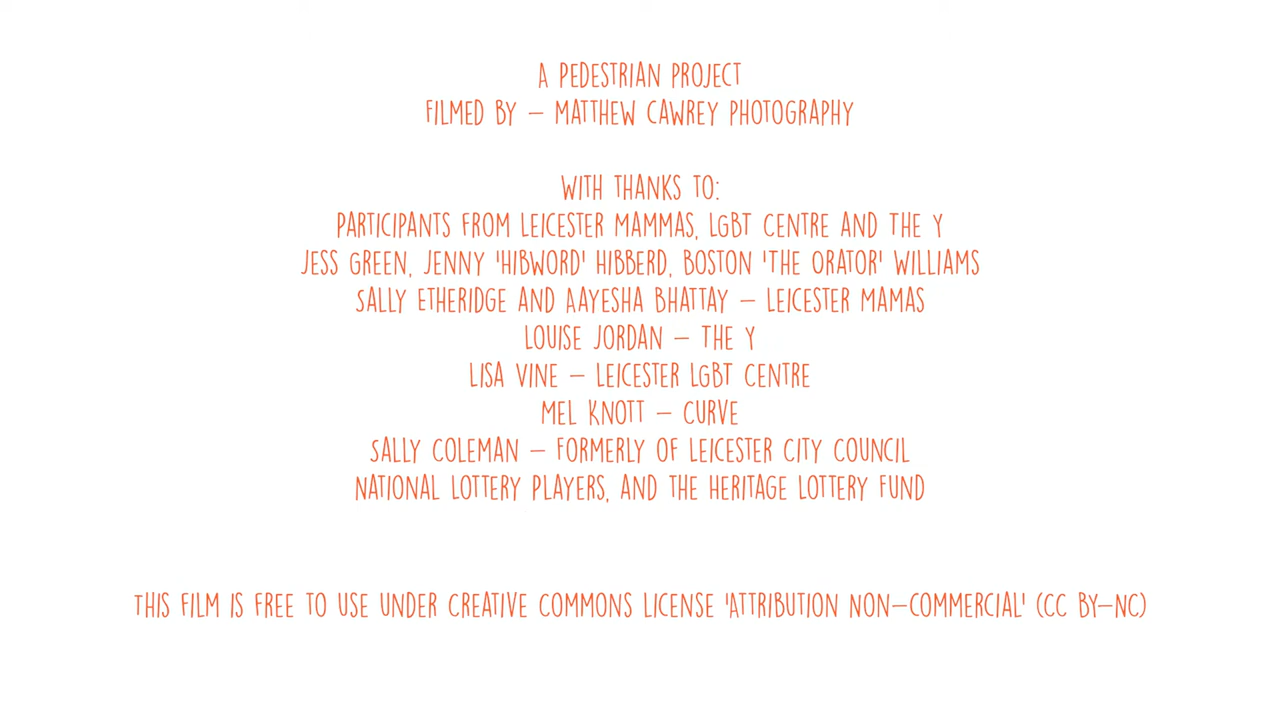 A PEDESTRIAN PROJECT
FILMED BY – MATTHEW CAWREY PHOTOGRAPHY
WITH THANKS TO:
PARTICIPANTS FROM LEICESTER MAMMAS, LGBT CENTRE AND THE Y
JESS GREEN, JENNY 'HIBWORD' HIBBERD, BOSTON 'THE ORATOR' WILLIAMS
SALLY ETHERIDGE AND AAYESHA BHATTAY – LEICESTER MAMAS
LOUISE JORDAN – THE Y
LISA VINE – LEICESTER LGBT CENTRE
MEL KNOTT – CURVE
SALLY COLEMAN – FORMERLY OF LEICESTER CITY COUNCIL
NATIONAL LOTTERY PLAYERS, AND THE HERITAGE LOTTERY FUND
THIS FILM IS FREE TO USE UNDER CREATIVE COMMONS LICENSE 'ATTRIBUTION NON-COMMERCIAL' (CC BY-NC)